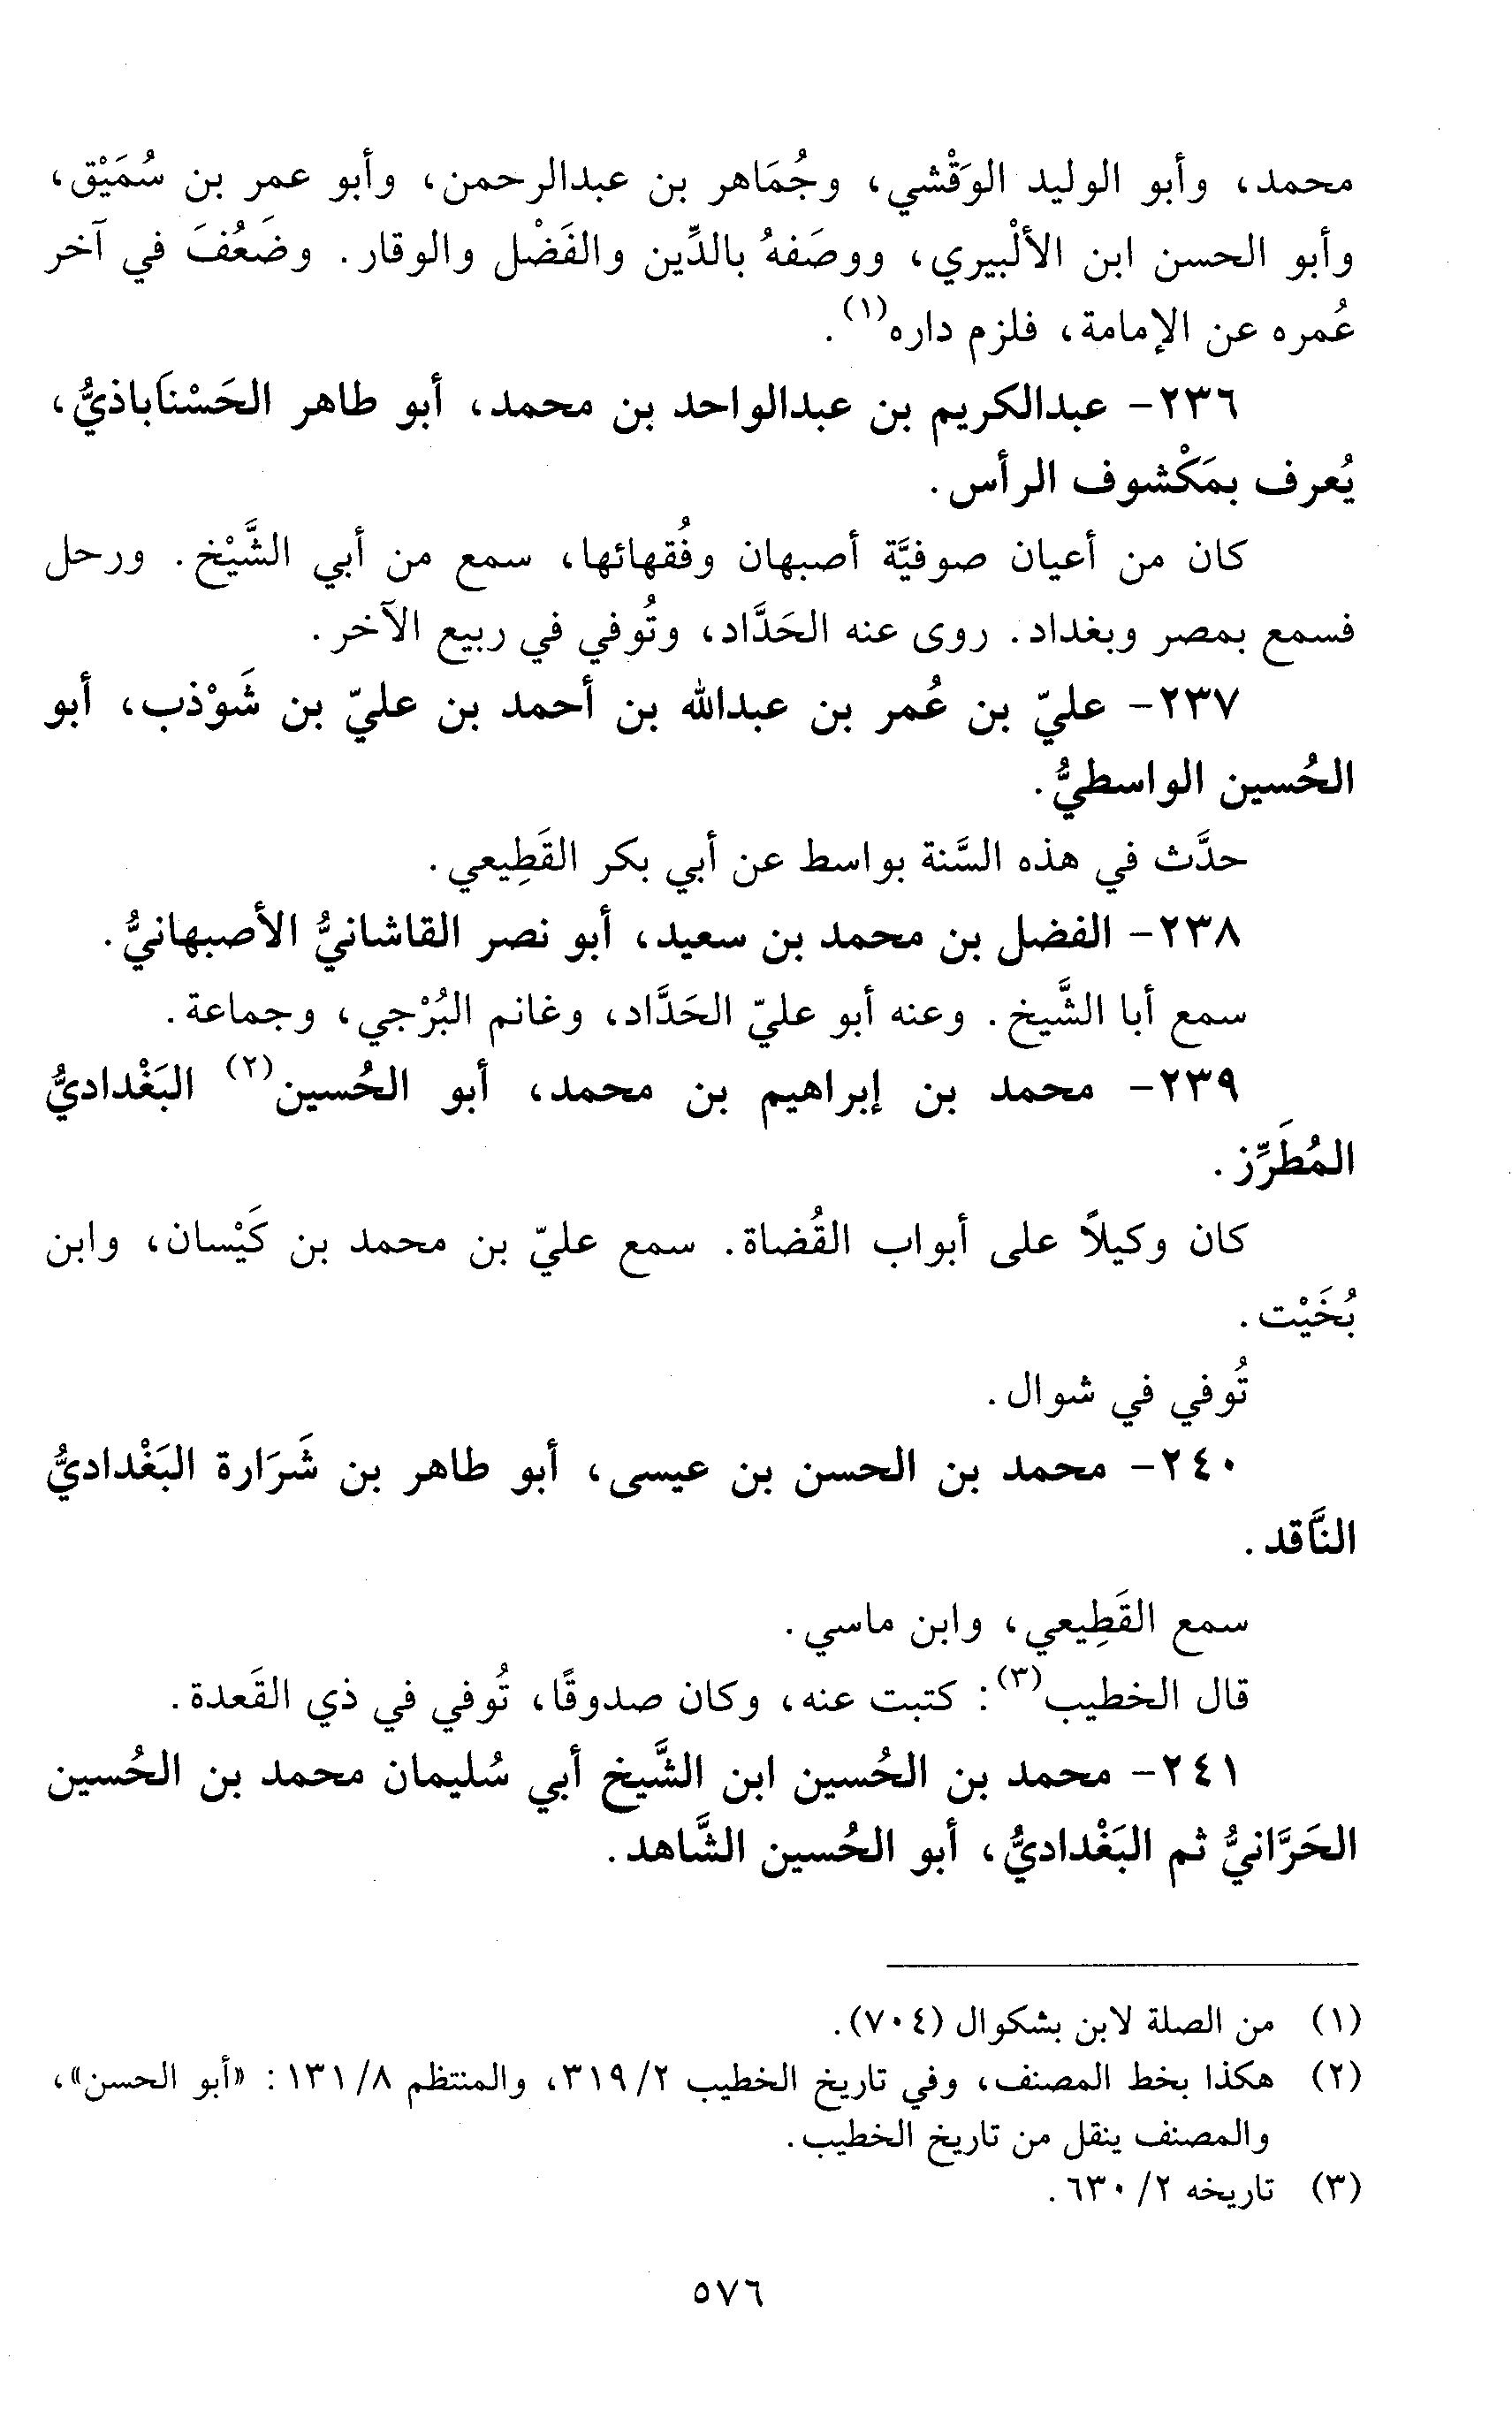 محمد، وأبو الوليد الوَقْشي، وجُمَاهر بن عبدالرحمن، وأبو عمر بن سُمَيْق،
وأبو الحسن ابن الألْبيري، ووصَفهُ بالدِّين والفَضْل والوقار. وضَعُفَ في آخر
عُمره عن الإمامة، فلزم داره(١).
٢٣٦- عبدالكريم بن عبدالواحد بن محمد، أبو طاهر الحَسْنَاباذيُّ،
يُعرف بمَكْشوف الرأس.
كان من أعيان صوفيَّة أصبهان وفُقهائها، سمع من أبي الشَّيْخ. ورحل
فسمع بمصر وبغداد. روى عنه الحَدَّاد، وتُوفي في ربيع الآخر.
٢٣٧- عليّ بن عُمر بن عبدالله بن أحمد بن عليّ بن شَوْذب، أبو
الحُسين الواسطيُّ.
حدَّث في هذه السَّنة بواسط عن أبي بكر القَطِيعي.
٢٣٨- الفضل بن محمد بن سعيد، أبو نصر القاشانيُّ الأصبهانيُّ.
سمع أبا الشَّيخ. وعنه أبو عليّ الحَدَّاد، وغانم البُرْجي، وجماعة.
٢٣٩- محمد بن إبراهيم بن محمد، أبو الحُسين(٢) البَغْداديُّ
المُطَرِّز.
كان وكيلاً على أبواب القُضاة. سمع عليّ بن محمد بن كَيْسان، وابن
بُخَيْت.
تُوفي في شوال.
٢٤٠- محمد بن الحسن بن عيسى، أبو طاهر بن شَرَارة البَغْداديُّ
النَّاقد.
سمع القَطِيعي، وابن ماسي.
قال الخطيب(٣): كتبت عنه، وكان صدوقًا، تُوفي في ذي القَعدة.
٢٤١- محمد بن الحُسين ابن الشَّيخ أبي سُليمان محمد بن الحُسين
الحَرَّانيُّ ثم البَغْداديُّ، أبو الحُسين الشَّاهد.
(١) من الصلة لابن بشكوال (٧٠٤).
(٢) هكذا بخط المصنف، وفي تاريخ الخطيب ٢/ ٣١٩، والمنتظم ٨/ ١٣١: «أبو الحسن»،
والمصنف ينقل من تاريخ الخطيب.
(٣) تاريخه ٢/ ٦٣٠.
٥٧٦